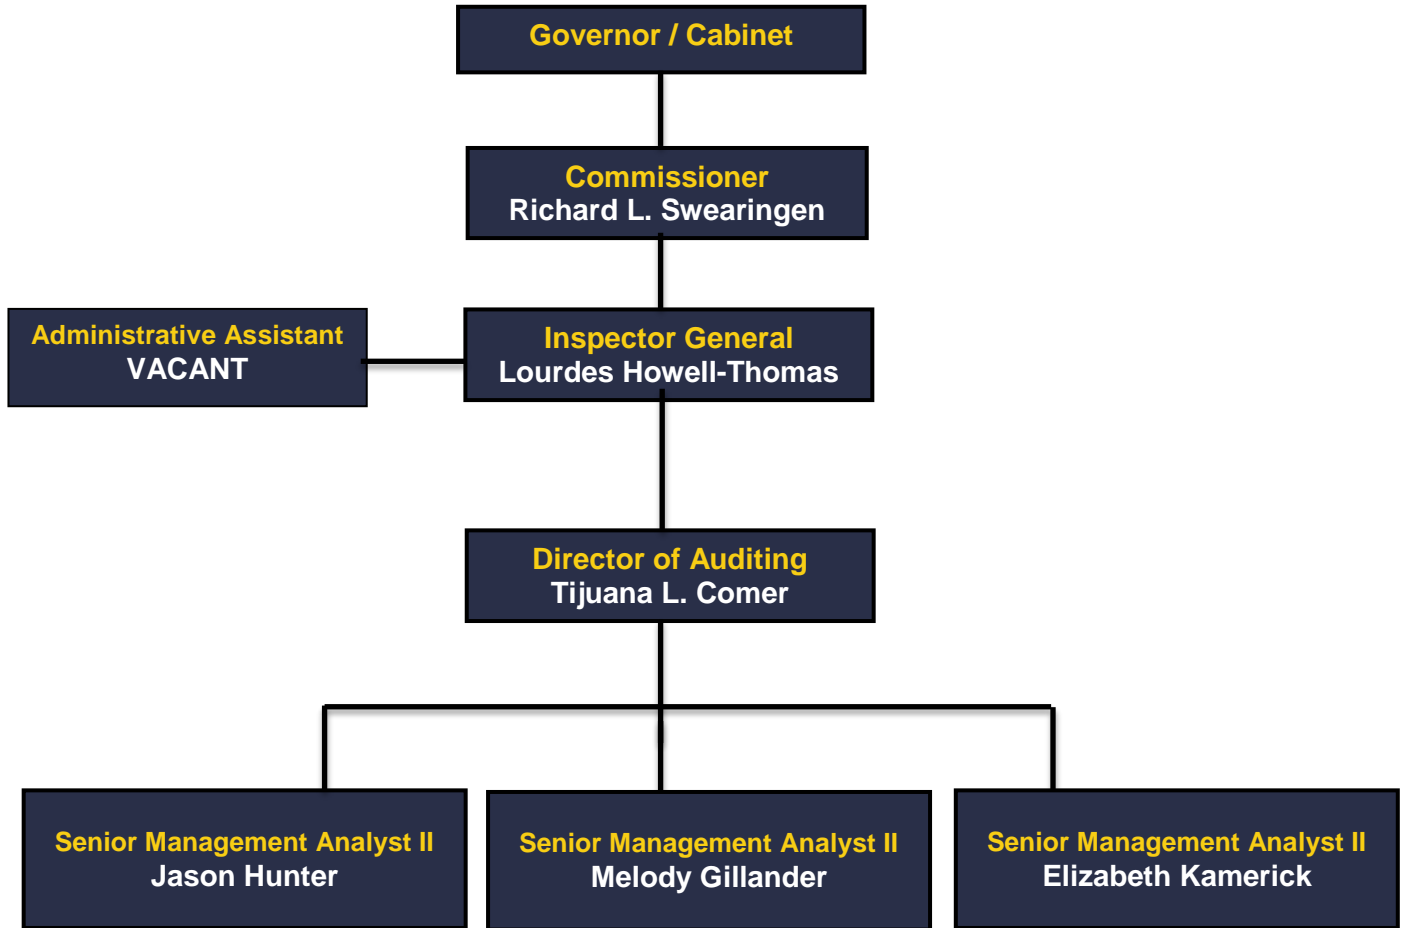 Governor / Cabinet
Commissioner
Richard L. Swearingen
Administrative Assistant
VACANT
Inspector General
Lourdes Howell-Thomas
Director of Auditing
Tijuana L. Comer
Senior Management Analyst II
Jason Hunter
Senior Management Analyst II
Melody Gillander
Senior Management Analyst II
Elizabeth Kamerick